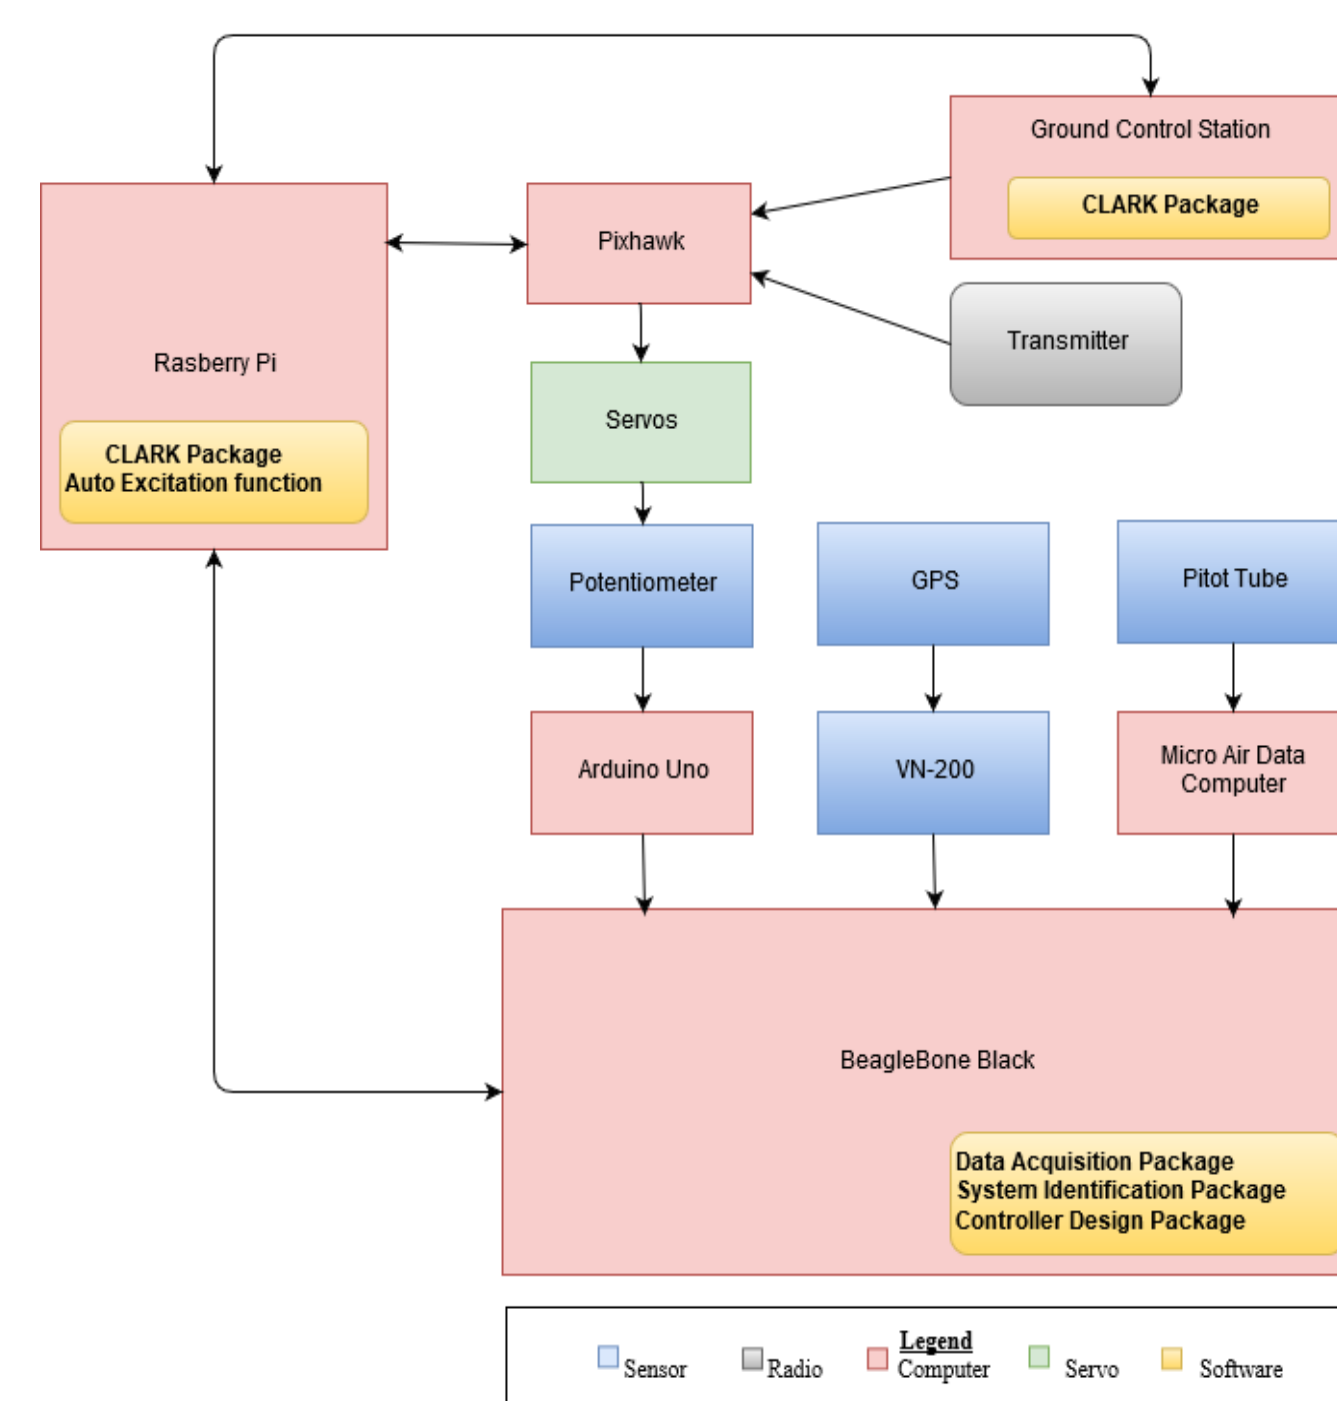 Ground Control Station
CLARK Package
Pixhawk
Transmitter
Rasberry Pi
CLARK Package
Auto Excitation function
Servos
Potentiometer
GPS
Pitot Tube
Arduino Uno
VN-200
Micro Air Data
Computer
BeagleBone Black
Data Acquisition Package
System Identification Package
Controller Design Package
Legend
Sensor
Radio
Computer
Servo
Software